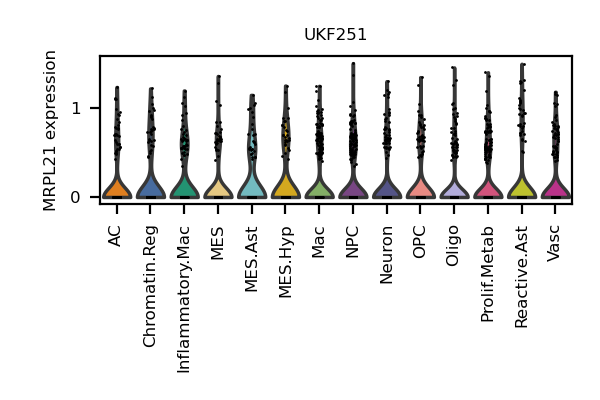 UKF251
MRPL21 expression
1
0
AC
Chromatin.Reg
Inflammatory.Mac
MES
MES.Ast
MES.Hyp
Mac
NPC
Neuron
OPC
Oligo
Prolif.Metab
Reactive.Ast
Vasc